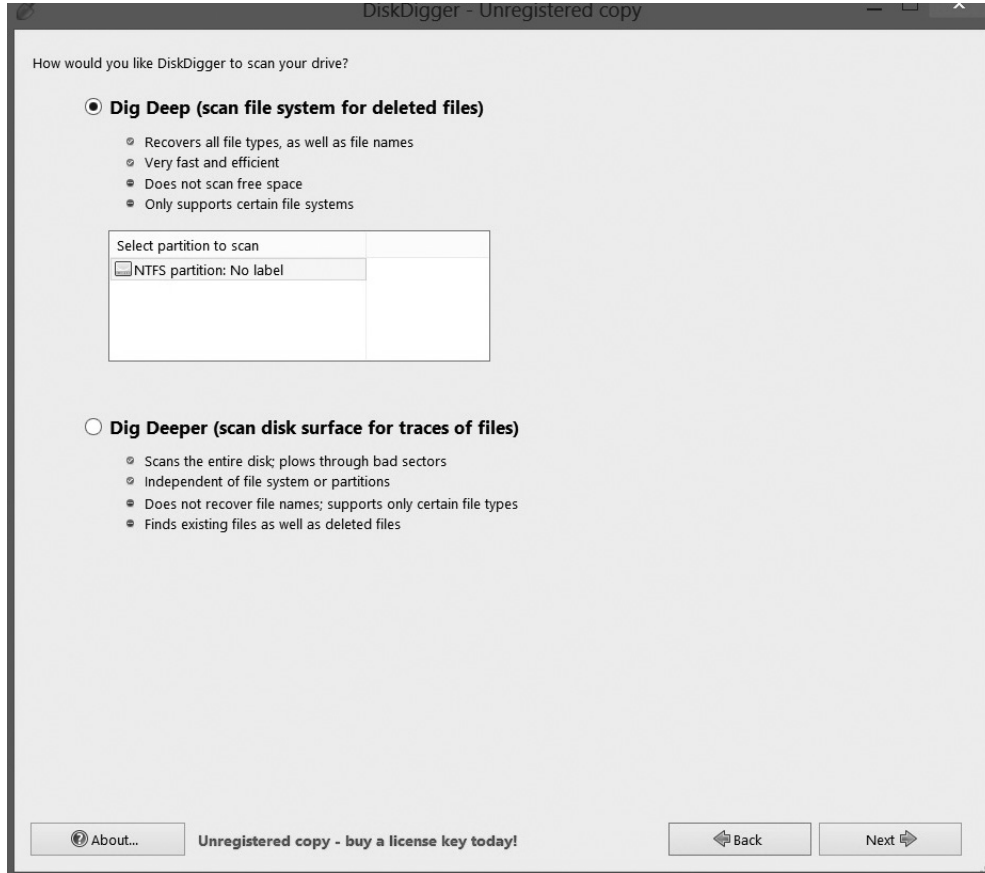 DiskDigger - Unregistered copy
How would you like DiskDigger to scan your drive?
Dig Deep (scan file system for deleted files)
Recovers all file types, as well as file names
Very fast and efficient
Does not scan free space
Only supports certain file systems
Select partition to scan
NTFS partition: No label
Dig Deeper (scan disk surface for traces of files)
Scans the entire disk; plows through bad sectors
Independent of file system or partitions
Does not recover file names; supports only certain file types
Finds existing files as well as deleted files
About... Unregistered copy - buy a license key today! Back Next